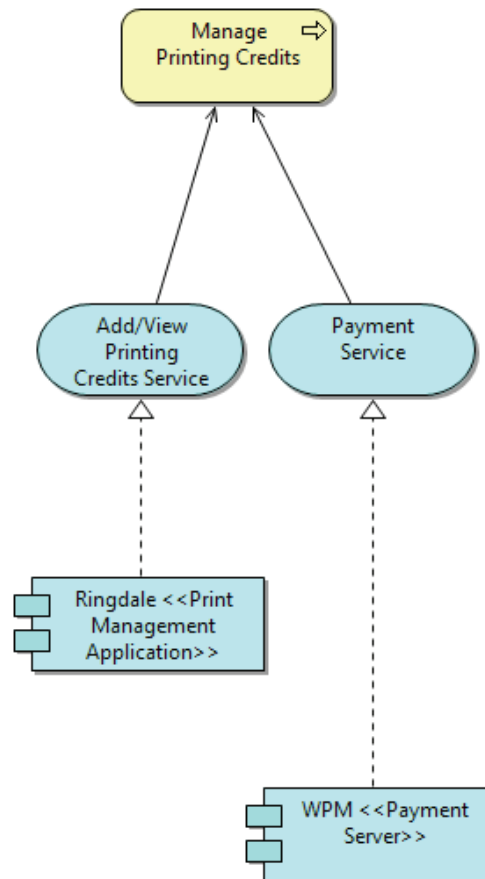 Manage
Printing Credits
Add/View
Printing
Credits Service
Payment
Service
Ringdale <<Print
Management
Application>>
WPM <<Payment
Server>>